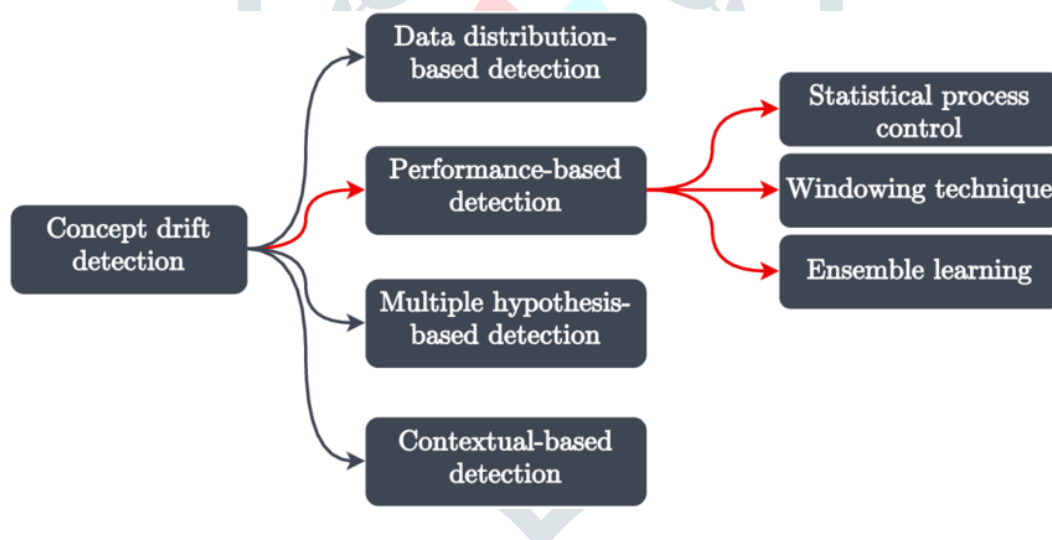 Data distribution-
based detection
Statistical process
control
Performance-based
detection
Windowing technique
Concept drift
detection
Ensemble learning
Multiple hypothesis-
based detection
Contextual-based
detection